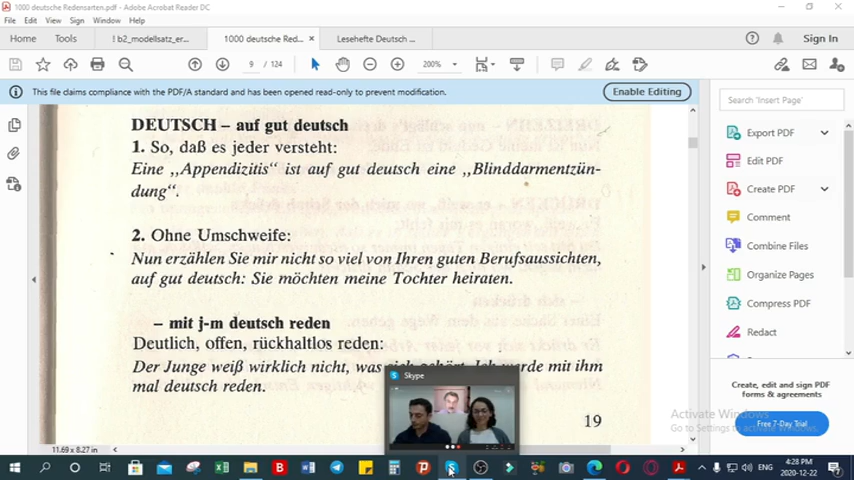 1000 deutsche Redensarten.pdf - Adobe Acrobat Reader DC
File Edit View Sign Window Help
Home Tools ! b2_modellsatz_er... 1000 deutsche Red... × Lesehefte Deutsch ... Sign In
9 / 124 200%
This file claims compliance with the PDF/A standard and has been opened read-only to prevent modification. Enable Editing
DEUTSCH – auf gut deutsch
1. So, daß es jeder versteht:
Eine ,,Appendizitis" ist auf gut deutsch eine ,,Blinddarmentzün-
dung".
2. Ohne Umschweife:
Nun erzählen Sie mir nicht so viel von Ihren guten Berufsaussichten,
auf gut deutsch: Sie möchten meine Tochter heiraten.
– mit j-m deutsch reden
Deutlich, offen, rückhaltlos reden:
Der Junge weiß wirklich nicht, was sich gehört. Ich werde mit ihm
mal deutsch reden.
19
Skype
11.69 x 8.27 in
Search 'Insert Page'
Export PDF
Edit PDF
Create PDF
Comment
Combine Files
Organize Pages
Compress PDF
Redact
Create, edit and sign PDF
forms & agreements
Free 7-Day Trial
Activate Windows
Go to Settings to activate Windows.
ENG
4:28 PM
2020-12-22